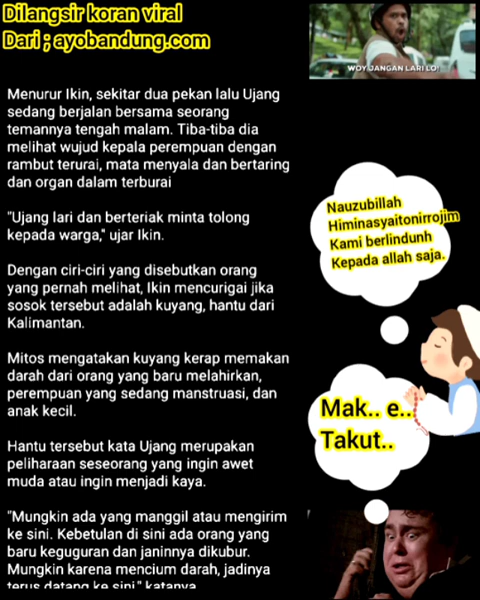 Dilangsir koran viral
Dari ; ayobandung.com
WOY JANGAN LARI LO!
Menurur Ikin, sekitar dua pekan lalu Ujang
sedang berjalan bersama seorang
temannya tengah malam. Tiba-tiba dia
melihat wujud kepala perempuan dengan
rambut terurai, mata menyala dan bertaring
dan organ dalam terburai
"Ujang lari dan berteriak minta tolong
kepada warga," ujar Ikin.
Dengan ciri-ciri yang disebutkan orang
yang pernah melihat, Ikin mencurigai jika
sosok tersebut adalah kuyang, hantu dari
Kalimantan.
Mitos mengatakan kuyang kerap memakan
darah dari orang yang baru melahirkan,
perempuan yang sedang manstruasi, dan
anak kecil.
Hantu tersebut kata Ujang merupakan
peliharaan seseorang yang ingin awet
muda atau ingin menjadi kaya.
"Mungkin ada yang manggil atau mengirim
ke sini. Kebetulan di sini ada orang yang
baru keguguran dan janinnya dikubur.
Mungkin karena mencium darah, jadinya
terus datang ke sini" katanya
Nauzubillah
Himinasyaitonirrojim
Kami berlindunh
Kepada allah saja.
Mak.. e..
Takut..